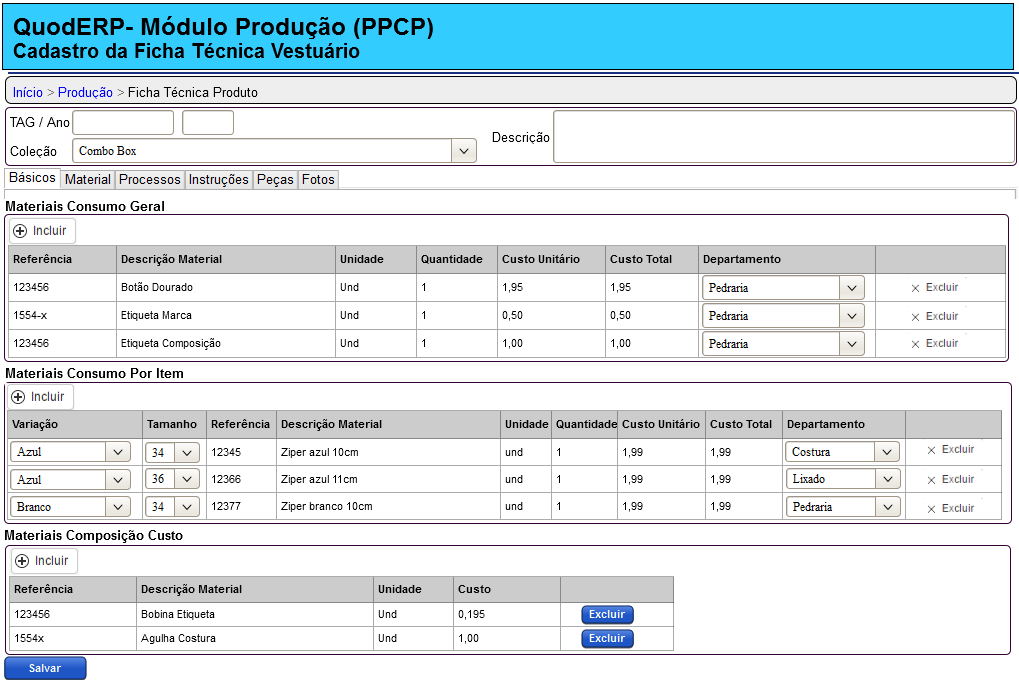 QuodERP- Módulo Produção (PPCP)
Cadastro da Ficha Técnica Vestuário
Início > Produção > Ficha Técnica Produto
TAG / Ano
Descrição
Coleção Combo Box
Básicos Material Processos Instruções Peças Fotos
Materiais Consumo Geral
Incluir
Referência Descrição Material Unidade Quantidade Custo Unitário Custo Total Departamento
123456 Botão Dourado Und 1 1,95 1,95 Pedraria Excluir
1554-x Etiqueta Marca Und 1 0,50 0,50 Pedraria Excluir
123456 Etiqueta Composição Und 1 1,00 1,00 Pedraria Excluir
Materiais Consumo Por Item
Incluir
Variação Tamanho Referência Descrição Material Unidade Quantidade Custo Unitário Custo Total Departamento
Azul 34 12345 Ziper azul 10cm und 1 1,99 1,99 Costura Excluir
Azul 36 12366 Ziper azul 11cm und 1 1,99 1,99 Lixado Excluir
Branco 34 12377 Ziper branco 10cm und 1 1,99 1,99 Pedraria Excluir
Materiais Composição Custo
Incluir
Referência Descrição Material Unidade Custo
123456 Bobina Etiqueta Und 0,195 Excluir
1554x Agulha Costura Und 1,00 Excluir
Salvar